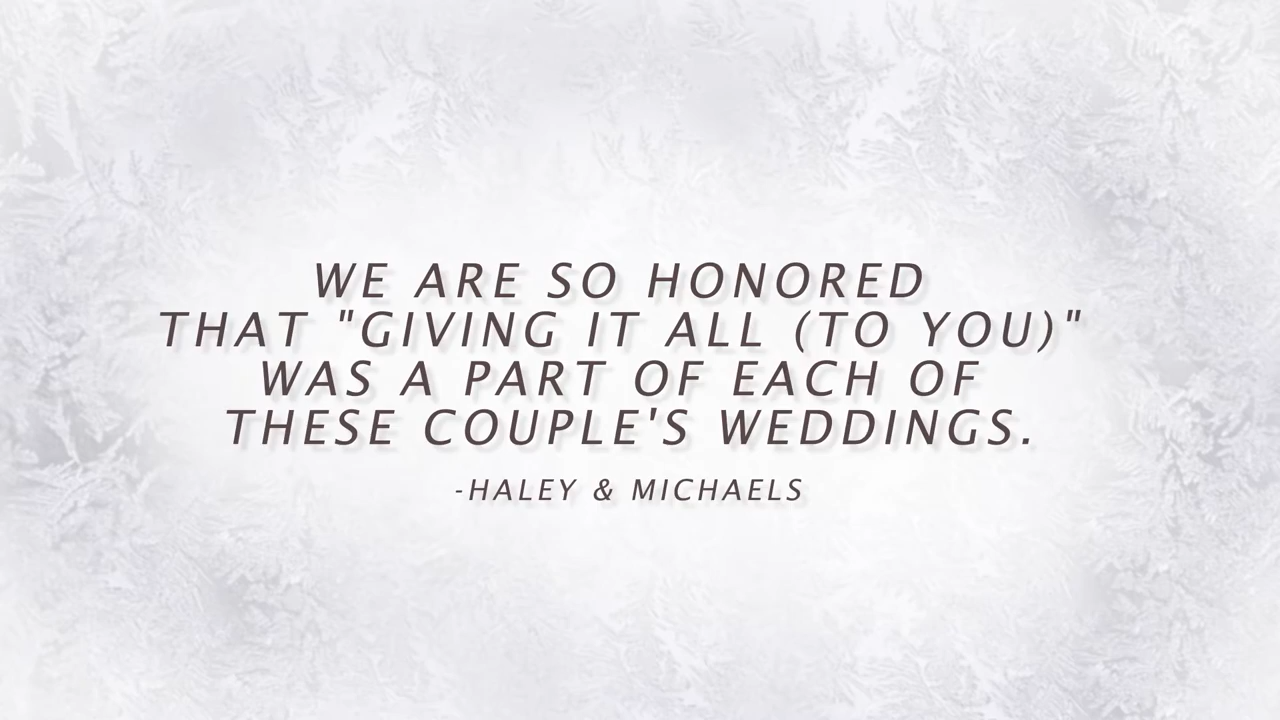 WE ARE SO HONORED
THAT "GIVING IT ALL (TO YOU)"
WAS A PART OF EACH OF
THESE COUPLE'S WEDDINGS.
-HALEY & MICHAELS